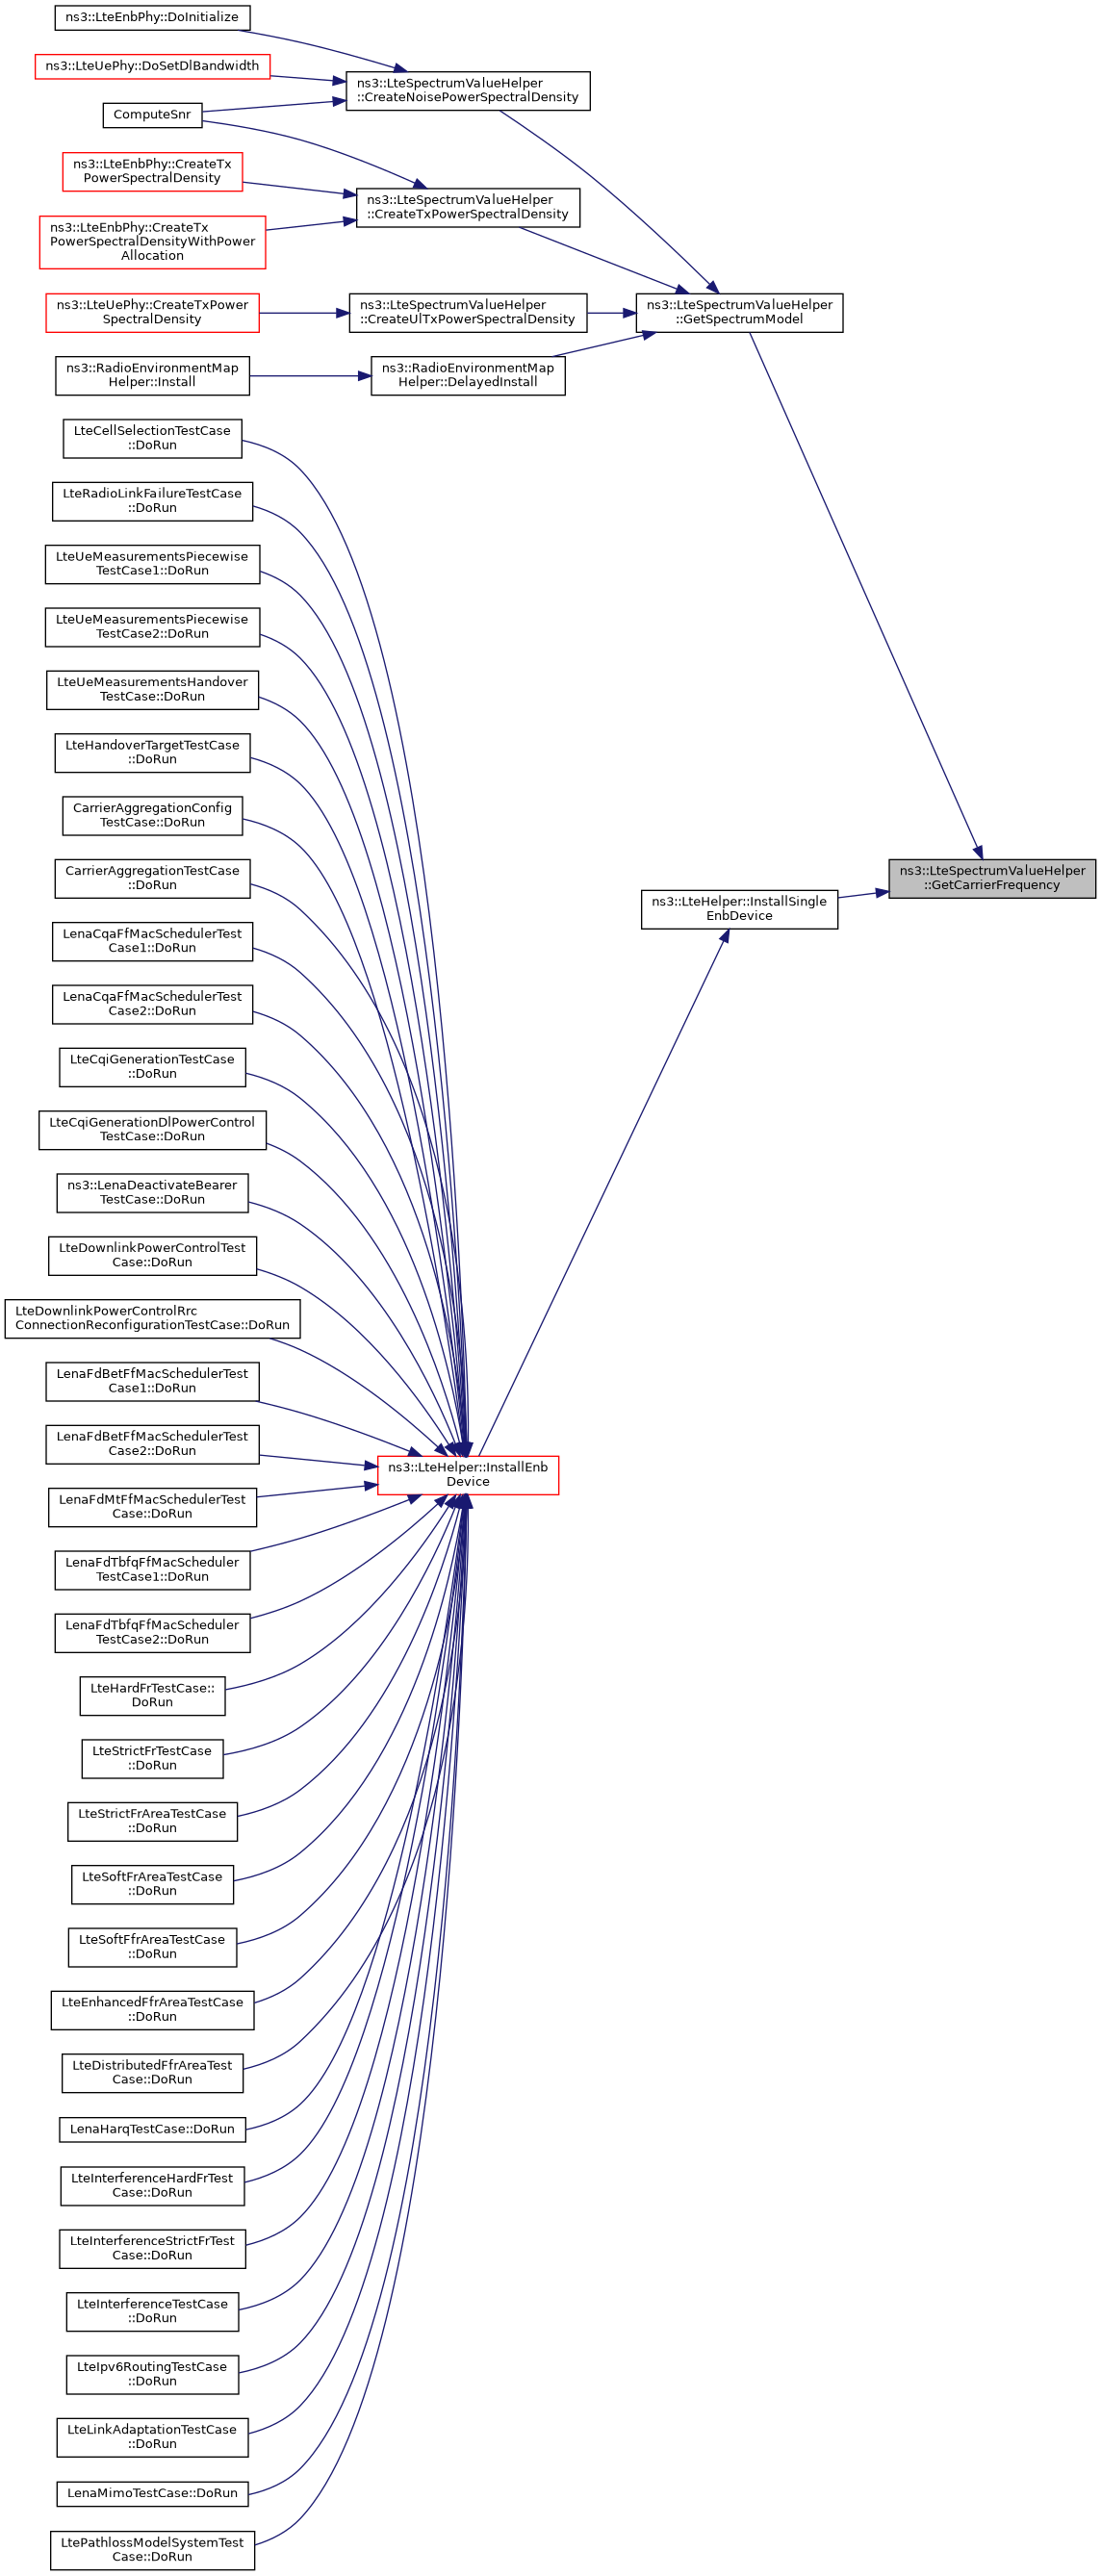 ns3::LteEnbPhy::DoInitialize
ns3::LteUePhy::DoSetDlBandwidth
ns3::LteSpectrumValueHelper
::CreateNoisePowerSpectralDensity
ComputeSnr
ns3::LteEnbPhy::CreateTx
PowerSpectralDensity
ns3::LteSpectrumValueHelper
::CreateTxPowerSpectralDensity
ns3::LteEnbPhy::CreateTx
PowerSpectralDensityWithPower
Allocation
ns3::LteUePhy::CreateTxPower
SpectralDensity
ns3::LteSpectrumValueHelper
::CreateUlTxPowerSpectralDensity
ns3::LteSpectrumValueHelper
::GetSpectrumModel
ns3::RadioEnvironmentMap
Helper::Install
ns3::RadioEnvironmentMap
Helper::DelayedInstall
LteCellSelectionTestCase
::DoRun
LteRadioLinkFailureTestCase
::DoRun
LteUeMeasurementsPiecewise
TestCase1::DoRun
LteUeMeasurementsPiecewise
TestCase2::DoRun
LteUeMeasurementsHandover
TestCase::DoRun
LteHandoverTargetTestCase
::DoRun
CarrierAggregationConfig
TestCase::DoRun
CarrierAggregationTestCase
::DoRun
ns3::LteSpectrumValueHelper
::GetCarrierFrequency
ns3::LteHelper::InstallSingle
EnbDevice
LenaCqaFfMacSchedulerTest
Case1::DoRun
LenaCqaFfMacSchedulerTest
Case2::DoRun
LteCqiGenerationTestCase
::DoRun
LteCqiGenerationDlPowerControl
TestCase::DoRun
ns3::LenaDeactivateBearer
TestCase::DoRun
LteDownlinkPowerControlTest
Case::DoRun
LteDownlinkPowerControlRrc
ConnectionReconfigurationTestCase::DoRun
LenaFdBetFfMacSchedulerTest
Case1::DoRun
LenaFdBetFfMacSchedulerTest
Case2::DoRun
ns3::LteHelper::InstallEnb
Device
LenaFdMtFfMacSchedulerTest
Case::DoRun
LenaFdTbfqFfMacScheduler
TestCase1::DoRun
LenaFdTbfqFfMacScheduler
TestCase2::DoRun
LteHardFrTestCase::
DoRun
LteStrictFrTestCase
::DoRun
LteStrictFrAreaTestCase
::DoRun
LteSoftFrAreaTestCase
::DoRun
LteSoftFfrAreaTestCase
::DoRun
LteEnhancedFfrAreaTestCase
::DoRun
LteDistributedFfrAreaTest
Case::DoRun
LenaHarqTestCase::DoRun
LteInterferenceHardFrTest
Case::DoRun
LteInterferenceStrictFrTest
Case::DoRun
LteInterferenceTestCase
::DoRun
LteIpv6RoutingTestCase
::DoRun
LteLinkAdaptationTestCase
::DoRun
LenaMimoTestCase::DoRun
LtePathlossModelSystemTest
Case::DoRun